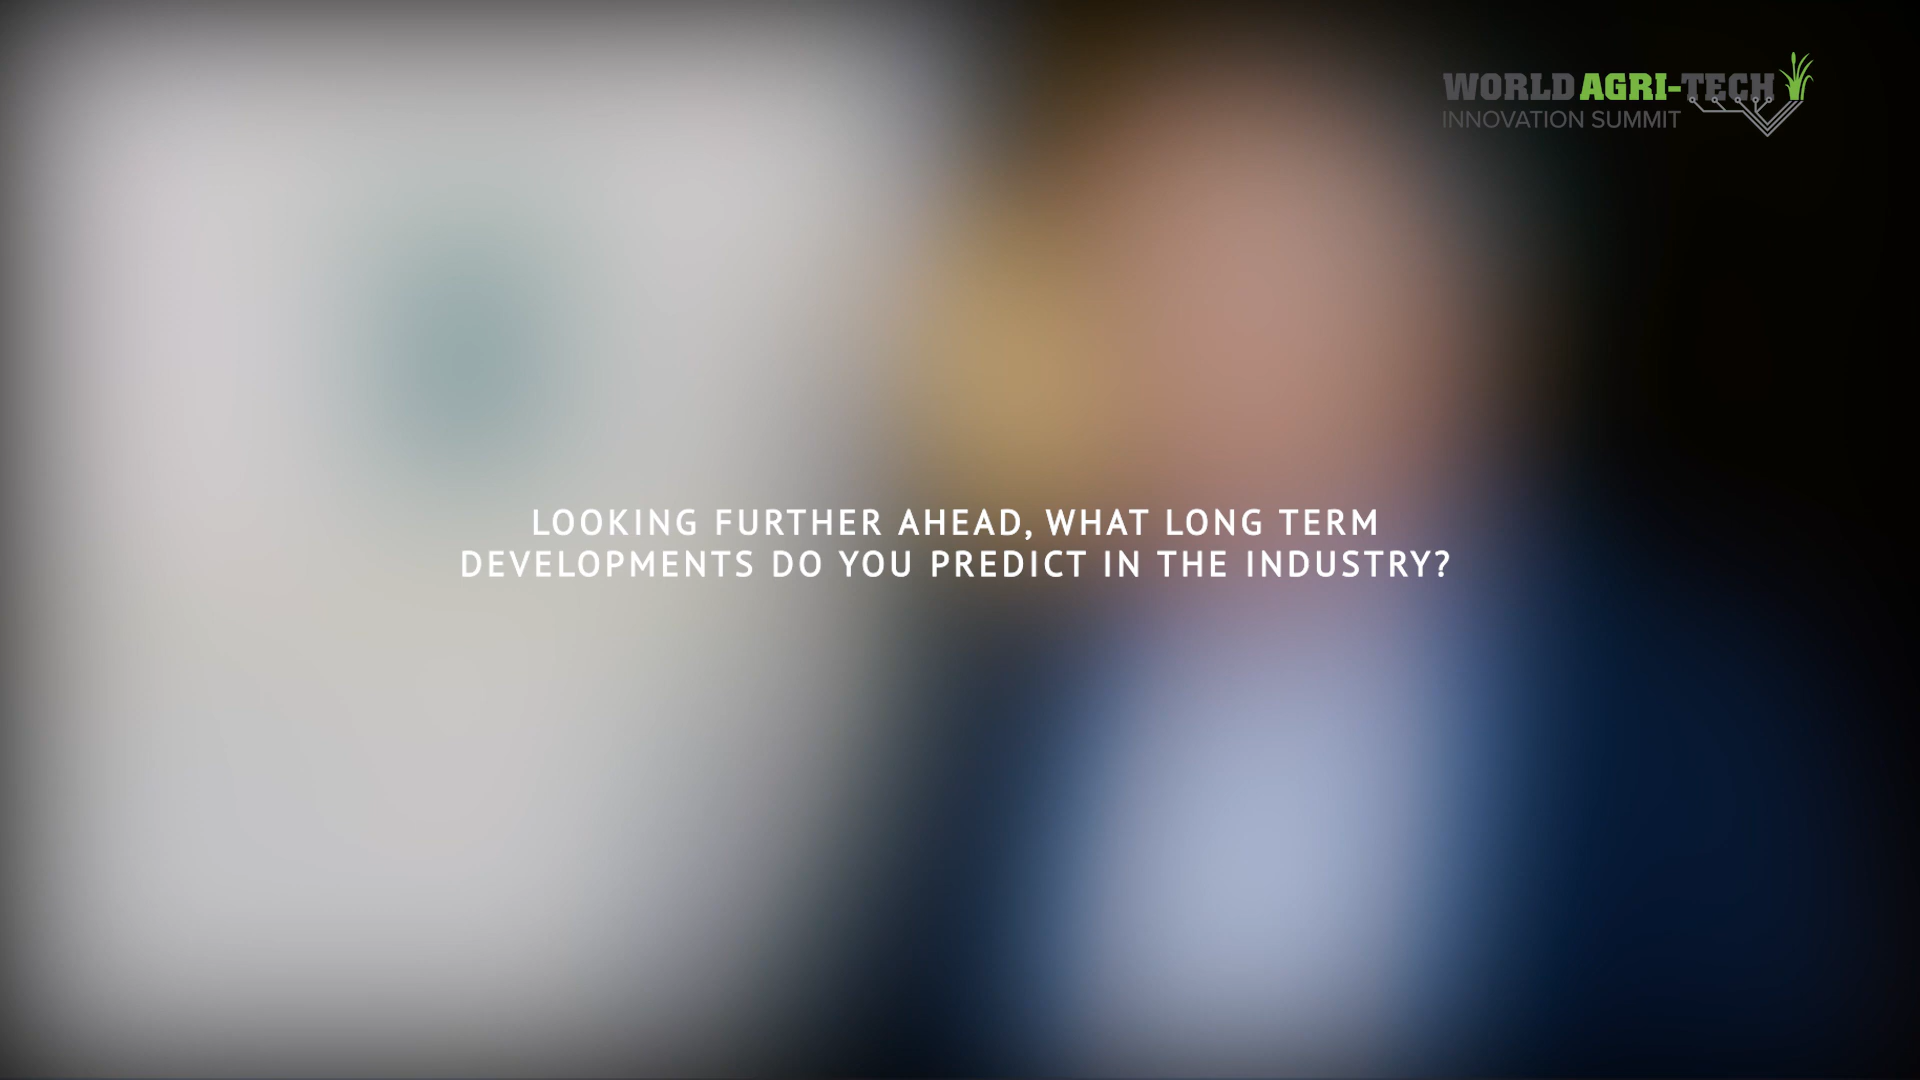 WORLD AGRI-TECH
INNOVATION SUMMIT
LOOKING FURTHER AHEAD, WHAT LONG TERM
DEVELOPMENTS DO YOU PREDICT IN THE INDUSTRY?